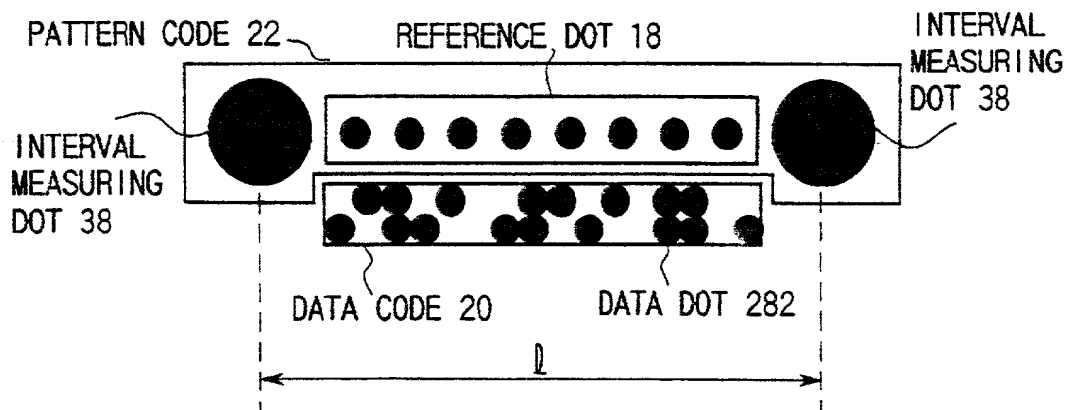 PATTERN CODE 22
REFERENCE DOT 18
INTERVAL
MEASURING
DOT 38
INTERVAL
MEASURING
DOT 38
DATA CODE 20
DATA DOT 282
D